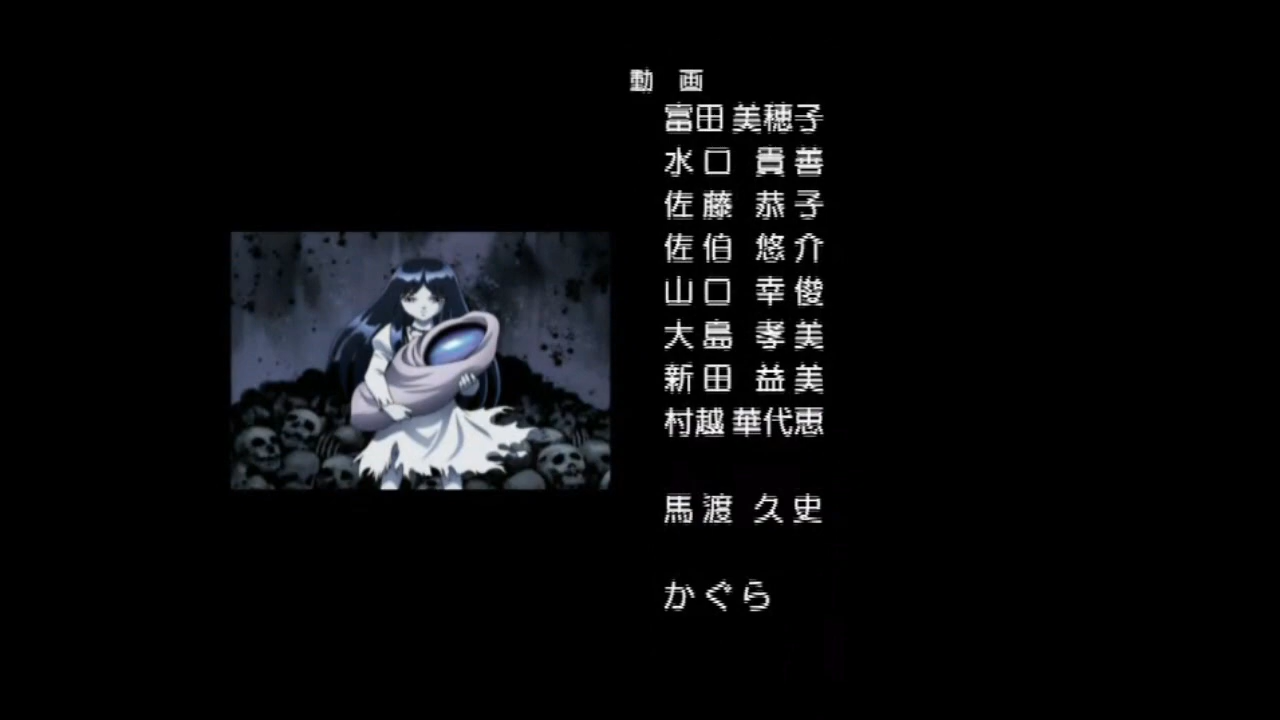 動画
富田 美穂子
水口 貴善
佐藤 恭子
佐伯 悠介
山口 幸俊
大島 孝美
新田 益美
村越 華代恵
馬渡 久史
かぐら